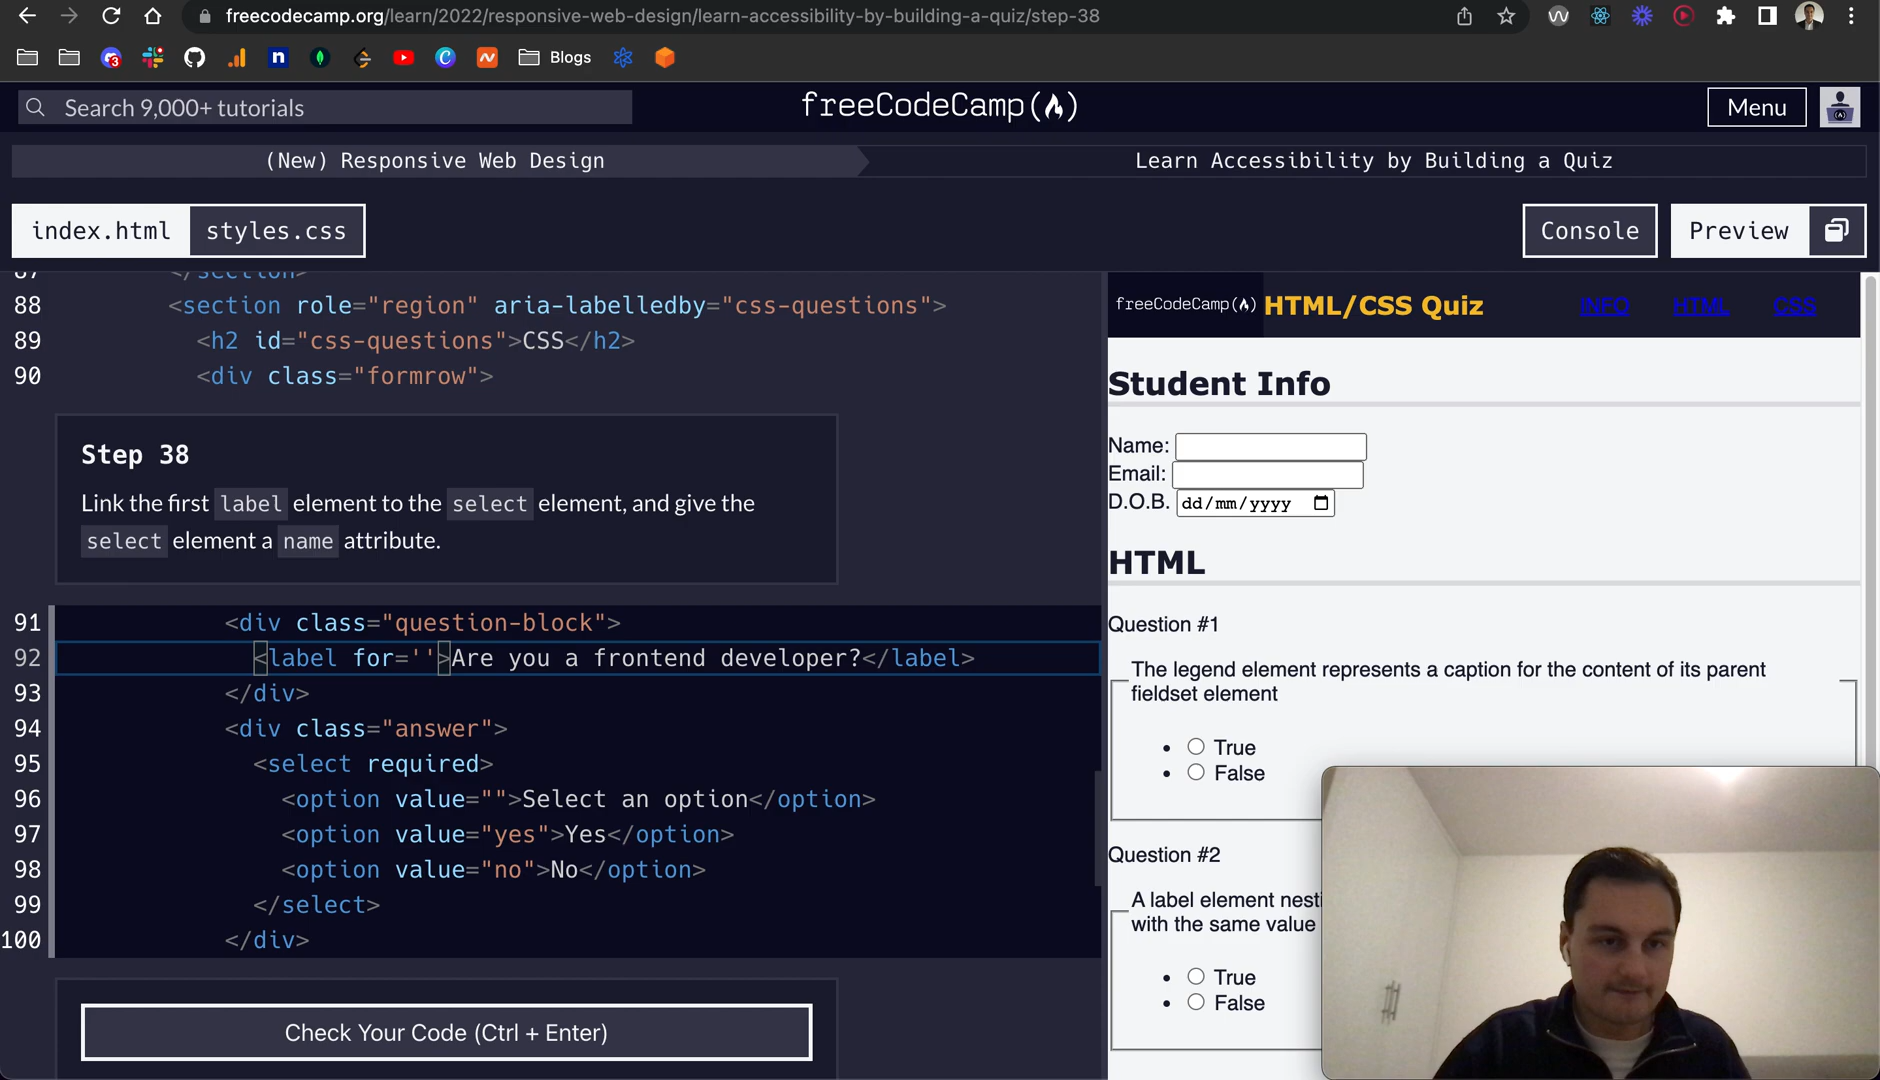 freecodecamp.org/learn/2022/responsive-web-design/learn-accessibility-by-building-a-quiz/step-38
3
n
Blogs
Search 9,000+ tutorials
freeCodeCamp(🔥)
Menu
(New) Responsive Web Design
Learn Accessibility by Building a Quiz
index.html
styles.css
Console
Preview
87 </section>
88 <section role="region" aria-labelledby="css-questions">
89 <h2 id="css-questions">CSS</h2>
90 <div class="formrow">
Step 38
Link the first label element to the select element, and give the
select element a name attribute.
91 <div class="question-block">
92 <label for=''>Are you a frontend developer?</label>
93 </div>
94 <div class="answer">
95 <select required>
96 <option value="">Select an option</option>
97 <option value="yes">Yes</option>
98 <option value="no">No</option>
99 </select>
100 </div>
Check Your Code (Ctrl + Enter)
freeCodeCamp(🔥)
HTML/CSS Quiz
INFO
HTML
CSS
Student Info
Name:
Email:
D.O.B. dd/mm/yyyy
HTML
Question #1
The legend element represents a caption for the content of its parent
fieldset element
True
False
Question #2
A label element nesti
with the same value
True
False